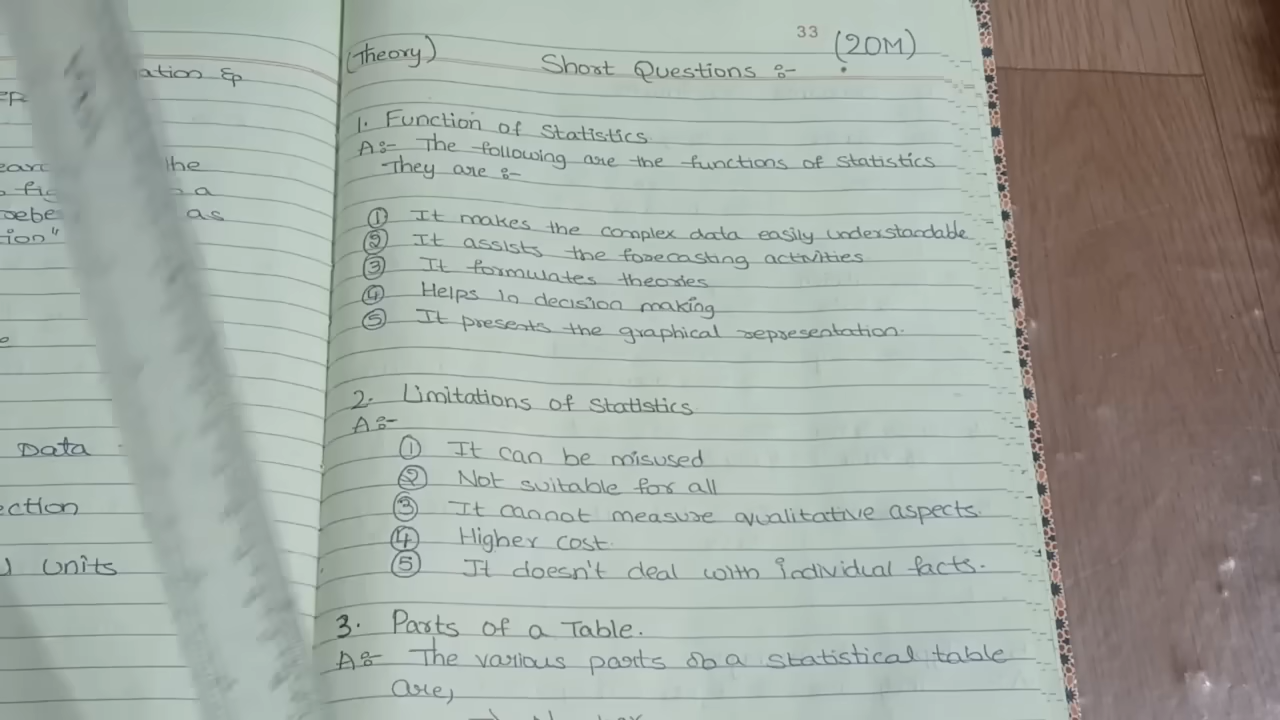 ation &
the
a
as
ion"
Data
ection
Units
33
(20M)
(Theory)
Short Questions :-
1. Function of Statistics
A:- The following are the functions of Statistics
They are :-
① It makes the complex data easily understandable
② It assists the forecasting activities
③ It formulates theories
④ Helps in decision making
⑤ It presents the graphical representation.
2. Limitations of Statistics
A:-
① It can be misused
② Not suitable for all
③ It cannot measure qualitative aspects.
④ Higher cost.
⑤ It doesn't deal with individual facts.
3. Parts of a Table.
A:- The various parts of a statistical table
are,